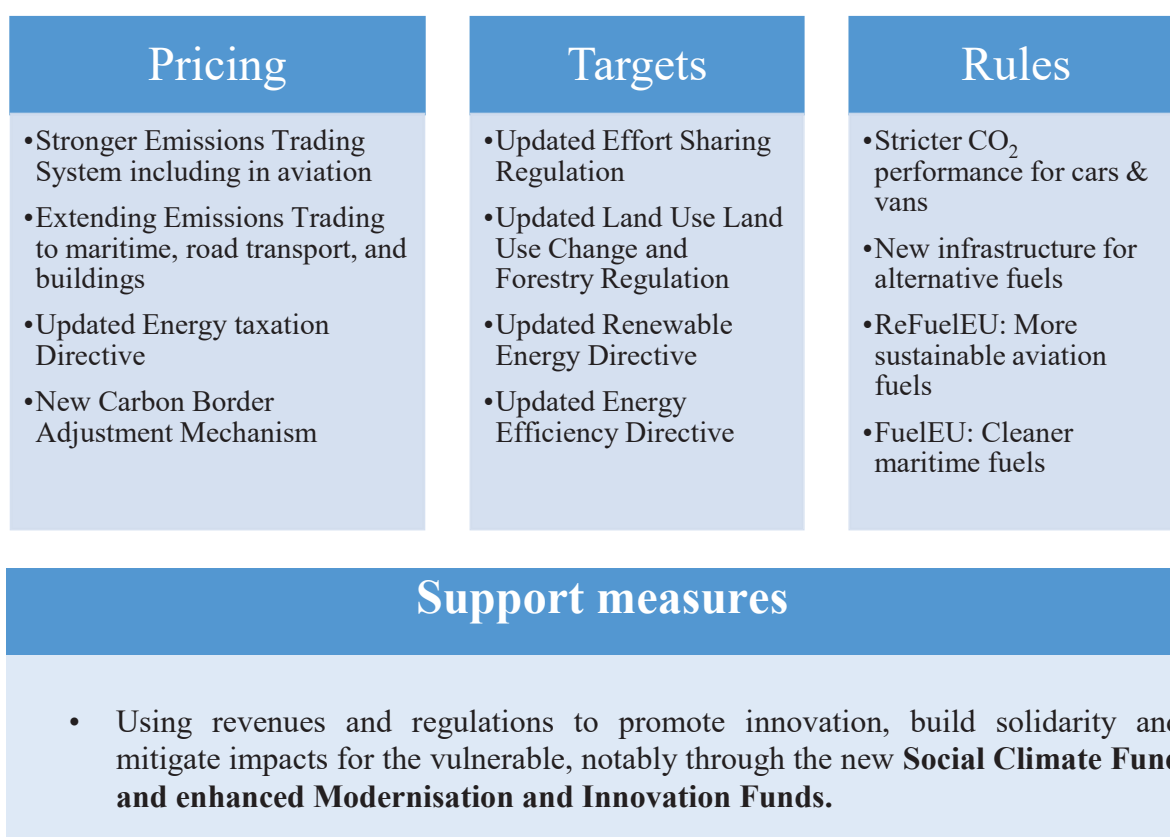 Pricing
•Stronger Emissions Trading
System including in aviation
•Extending Emissions Trading
to maritime, road transport, and
buildings
•Updated Energy taxation
Directive
•New Carbon Border
Adjustment Mechanism
Targets
•Updated Effort Sharing
Regulation
•Updated Land Use Land
Use Change and
Forestry Regulation
•Updated Renewable
Energy Directive
•Updated Energy
Efficiency Directive
Rules
•Stricter CO₂
performance for cars &
vans
•New infrastructure for
alternative fuels
•ReFuelEU: More
sustainable aviation
fuels
•FuelEU: Cleaner
maritime fuels
Support measures
• Using revenues and regulations to promote innovation, build solidarity and
mitigate impacts for the vulnerable, notably through the new Social Climate Fund
and enhanced Modernisation and Innovation Funds.